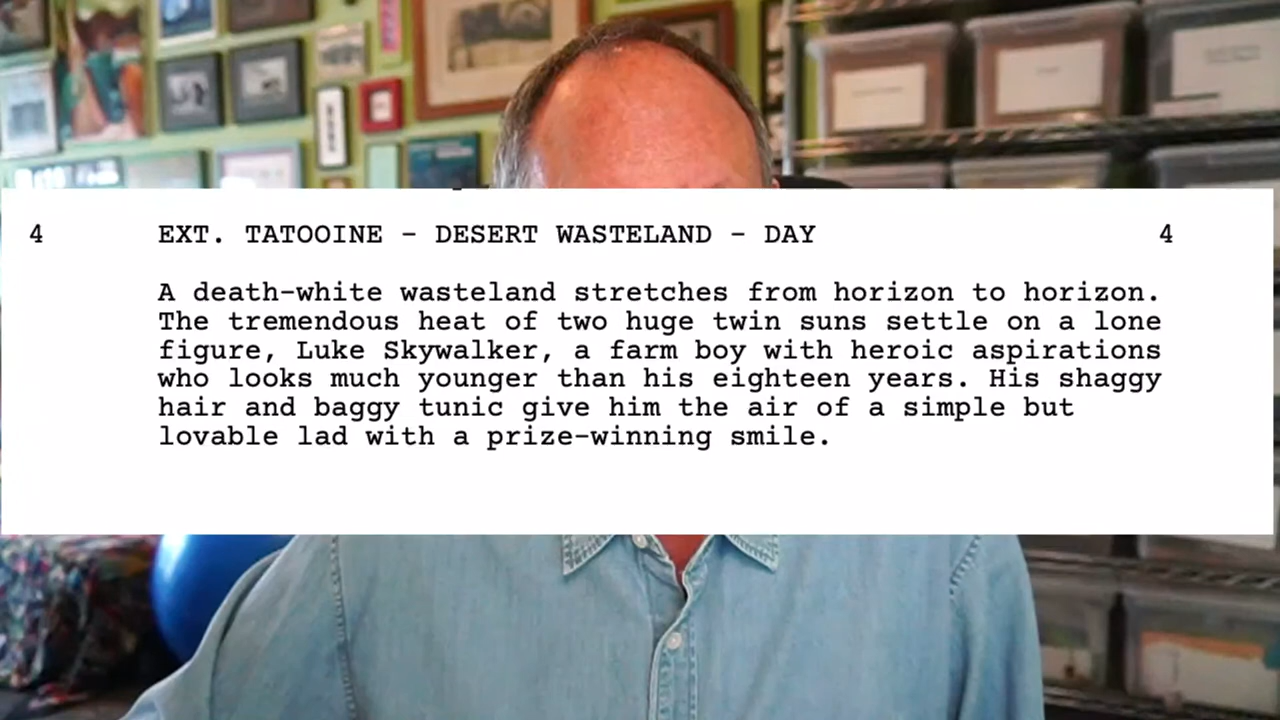 4 EXT. TATOOINE - DESERT WASTELAND - DAY 4
A death-white wasteland stretches from horizon to horizon.
The tremendous heat of two huge twin suns settle on a lone
figure, Luke Skywalker, a farm boy with heroic aspirations
who looks much younger than his eighteen years. His shaggy
hair and baggy tunic give him the air of a simple but
lovable lad with a prize-winning smile.